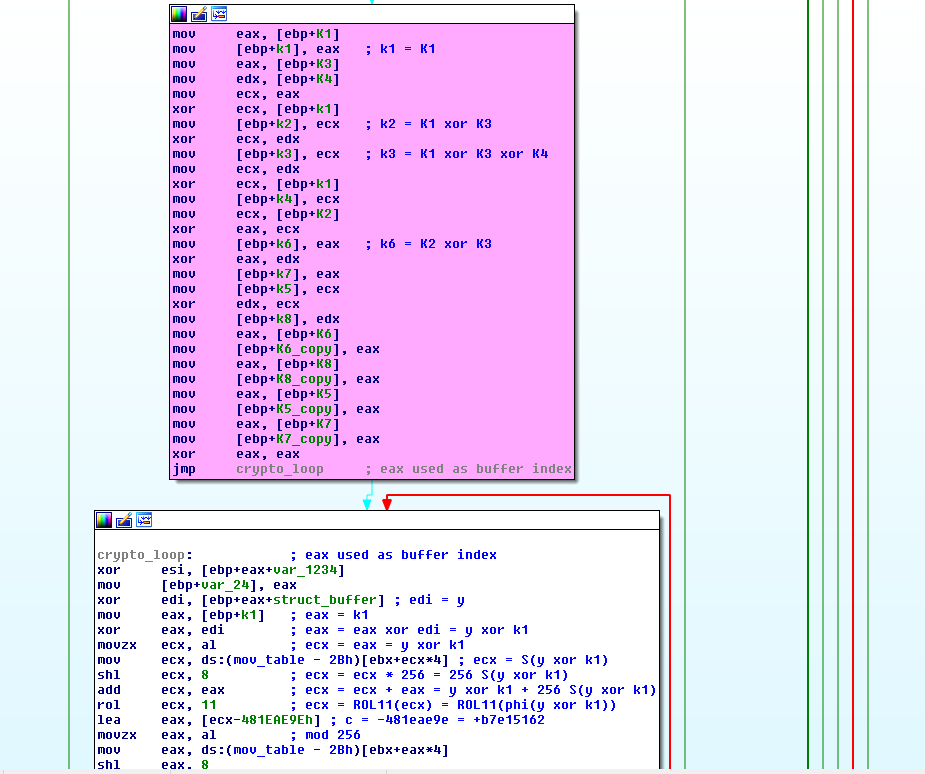 mov eax, [ebp+K1]
mov [ebp+k1], eax ; k1 = K1
mov eax, [ebp+K3]
mov edx, [ebp+K4]
mov ecx, eax
xor ecx, [ebp+k1]
mov [ebp+k2], ecx ; k2 = K1 xor K3
xor ecx, edx
mov [ebp+k3], ecx ; k3 = K1 xor K3 xor K4
mov ecx, edx
xor ecx, [ebp+k1]
mov [ebp+k4], ecx
mov ecx, [ebp+K2]
xor eax, ecx
mov [ebp+k6], eax ; k6 = K2 xor K3
xor eax, edx
mov [ebp+k7], eax
mov [ebp+k5], ecx
xor edx, ecx
mov [ebp+k8], edx
mov eax, [ebp+K6]
mov [ebp+K6_copy], eax
mov eax, [ebp+K8]
mov [ebp+K8_copy], eax
mov eax, [ebp+K5]
mov [ebp+K5_copy], eax
mov eax, [ebp+K7]
mov [ebp+K7_copy], eax
xor eax, eax
jmp crypto_loop ; eax used as buffer index
crypto_loop: ; eax used as buffer index
xor esi, [ebp+eax+var_1234]
mov [ebp+var_24], eax
xor edi, [ebp+eax+struct_buffer] ; edi = y
mov eax, [ebp+k1] ; eax = k1
xor eax, edi ; eax = eax xor edi = y xor k1
movzx ecx, al ; ecx = eax = y xor k1
mov ecx, ds:(mov_table - 2Bh)[ebx+ecx*4] ; ecx = S(y xor k1)
shl ecx, 8 ; ecx = ecx * 256 = 256 S(y xor k1)
add ecx, eax ; ecx = ecx + eax = y xor k1 + 256 S(y xor k1)
rol ecx, 11 ; ecx = ROL11(ecx) = ROL11(phi(y xor k1))
lea eax, [ecx-481EAE9Eh] ; c = -481eae9e = +b7e15162
movzx eax, al ; mod 256
mov eax, ds:(mov_table - 2Bh)[ebx+eax*4]
shl eax, 8